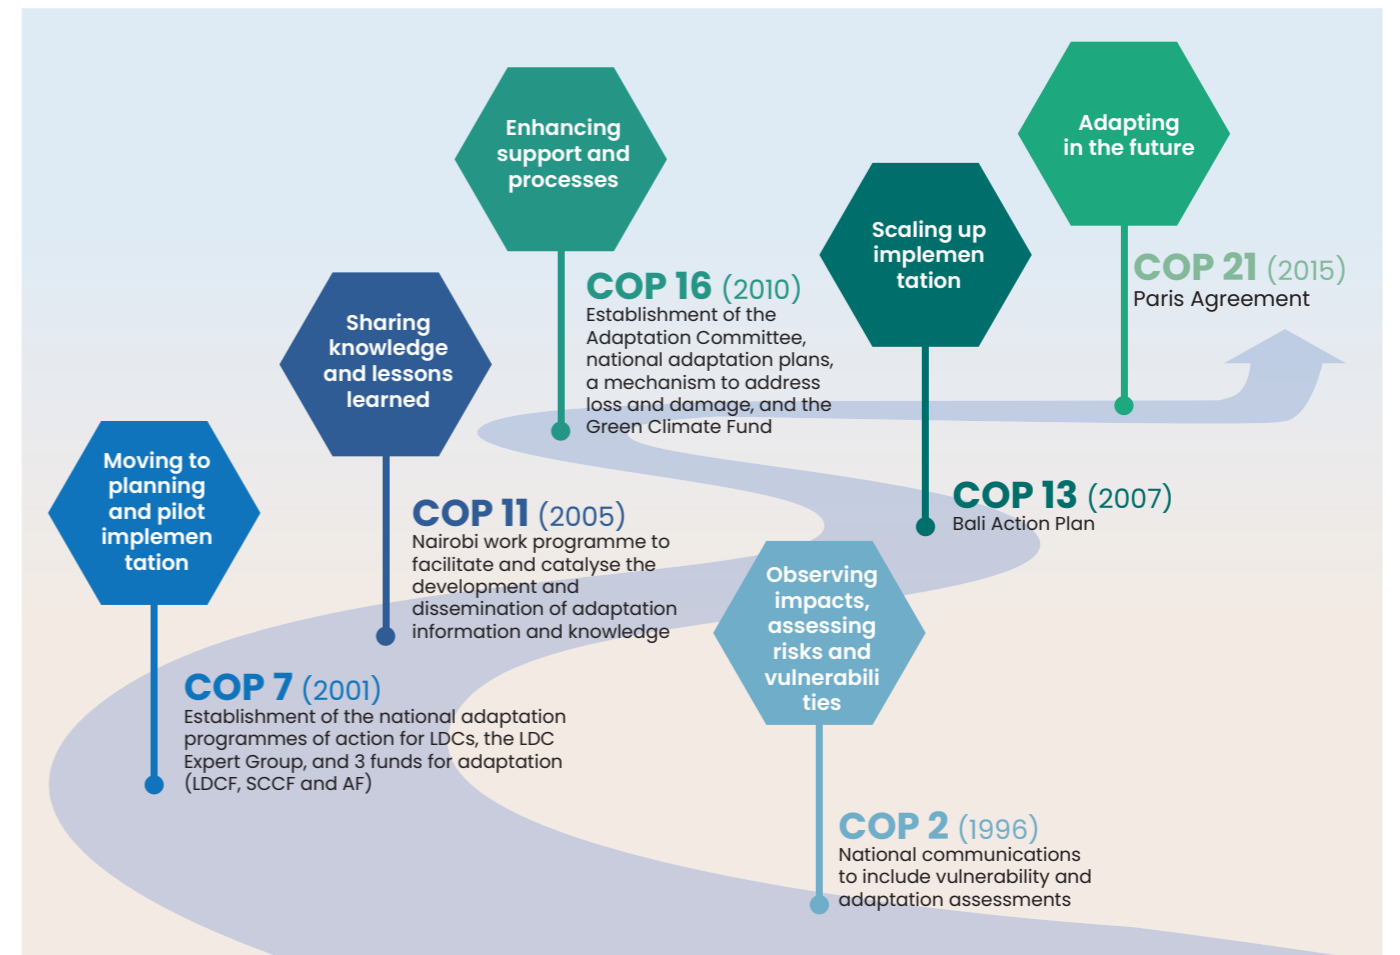 Enhancing
support and
processes
Adapting
in the future
Scaling up
implemen
tation
COP 21 (2015)
Paris Agreement
COP 16 (2010)
Establishment of the
Adaptation Committee,
national adaptation plans,
a mechanism to address
loss and damage, and the
Green Climate Fund
Sharing
knowledge
and lessons
learned
Moving to
planning
and pilot
implemen
tation
COP 11 (2005)
Nairobi work programme to
facilitate and catalyse the
development and
dissemination of adaptation
information and knowledge
COP 13 (2007)
Bali Action Plan
Observing
impacts,
assessing
risks and
vulnerabili
ties
COP 7 (2001)
Establishment of the national adaptation
programmes of action for LDCs, the LDC
Expert Group, and 3 funds for adaptation
(LDCF, SCCF and AF)
COP 2 (1996)
National communications
to include vulnerability and
adaptation assessments